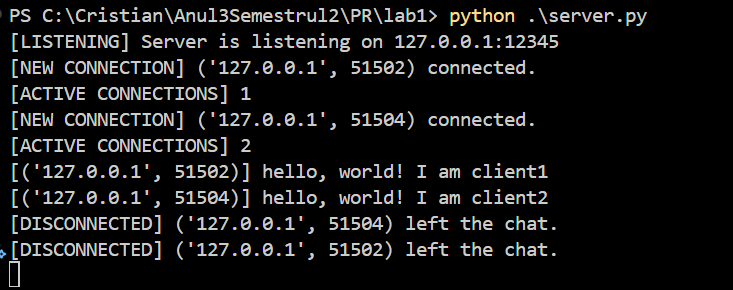 PS C:\Cristian\Anul3Semestrul2\PR\lab1> python .\server.py
[LISTENING] Server is listening on 127.0.0.1:12345
[NEW CONNECTION] ('127.0.0.1', 51502) connected.
[ACTIVE CONNECTIONS] 1
[NEW CONNECTION] ('127.0.0.1', 51504) connected.
[ACTIVE CONNECTIONS] 2
[('127.0.0.1', 51502)] hello, world! I am client1
[('127.0.0.1', 51504)] hello, world! I am client2
[DISCONNECTED] ('127.0.0.1', 51504) left the chat.
[DISCONNECTED] ('127.0.0.1', 51502) left the chat.